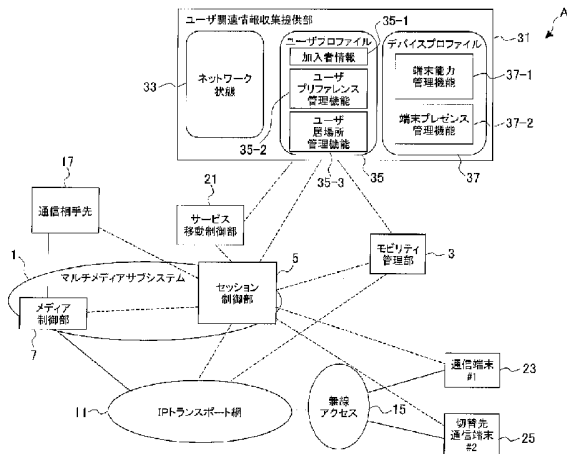 A
ユーザ関連情報収集提供部
31
33
ネットワーク
状態
ユーザプロファイル
35-1
加入者情報
ユーザ
プリファレンス
管理機能
35-2
ユーザ
居場所
管理機能
35-3
35
デバイスプロファイル
端末能力
管理機能
37-1
端末プレゼンス
管理機能
37-2
37
17
通信相手先
21
サービス
移動制御部
5
セッション
制御部
モビリティ
管理部
3
1
マルチメディアサブシステム
メディア
制御部
7
11
IPトランスポート網
無線
アクセス
15
通信端末
#1
23
切替先
通信端末
#2
25